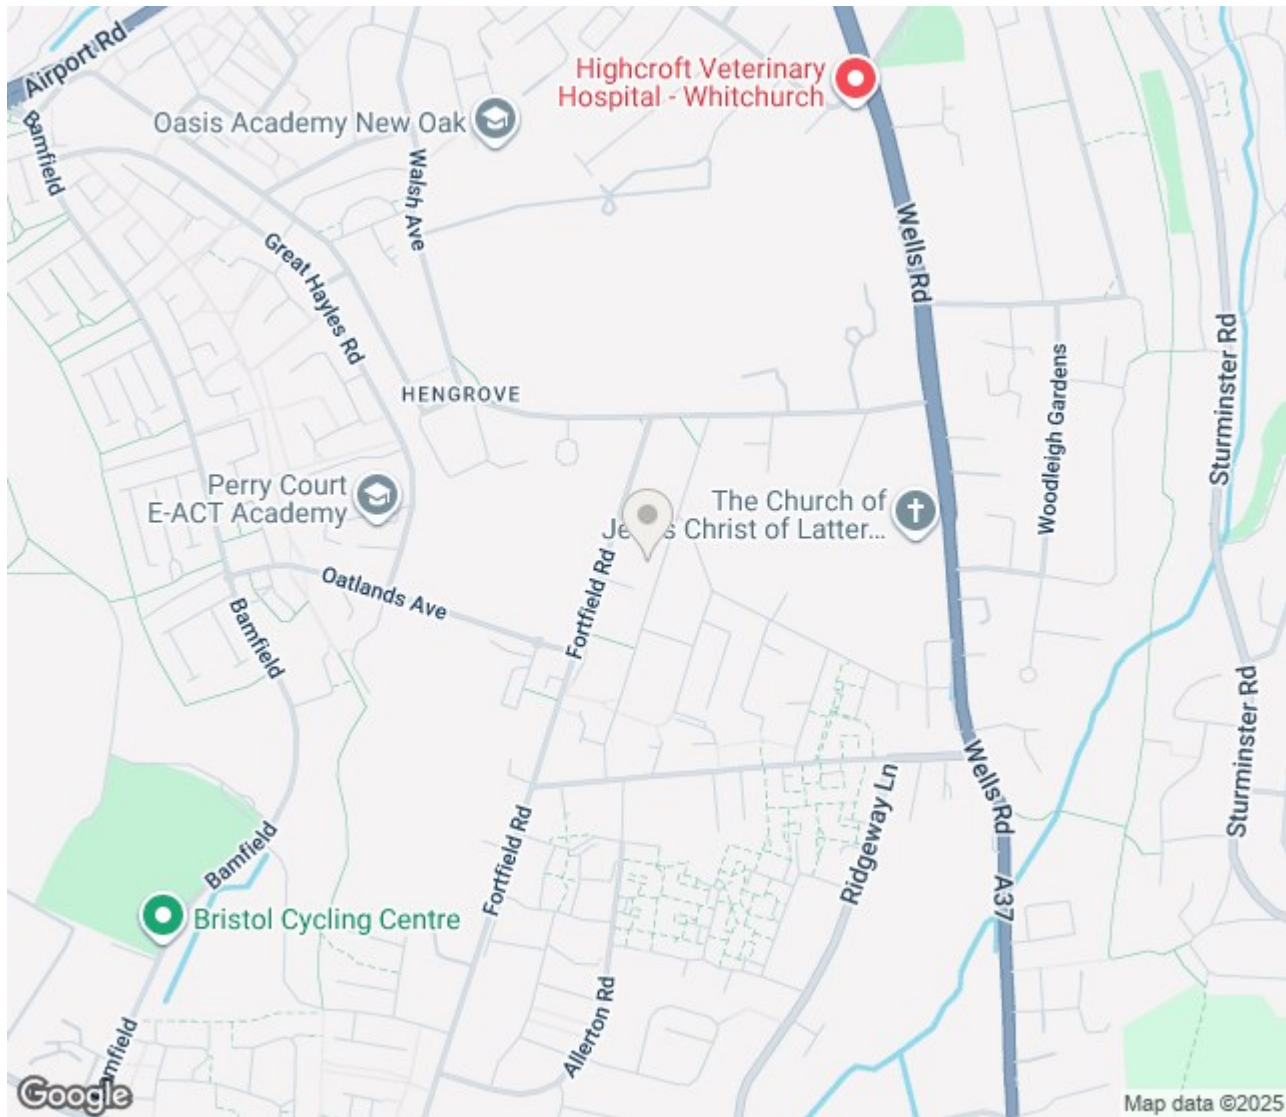 Airport Rd
Highcroft Veterinary
Hospital - Whitchurch
Oasis Academy New Oak
Bamfield
Walsh Ave
Wells Rd
Great Hayles Rd
Sturminster Rd
Woodleigh Gardens
HENGROVE
Perry Court
E-ACT Academy
The Church of
Christ of Latter...
Oatlands Ave
Fortfield Rd
Bamfield
Sturminster Rd
Wells Rd
Ridgeway Ln
Fortfield Rd
Bamfield
A37
Bristol Cycling Centre
Allerton Rd
Google
Map data ©2025